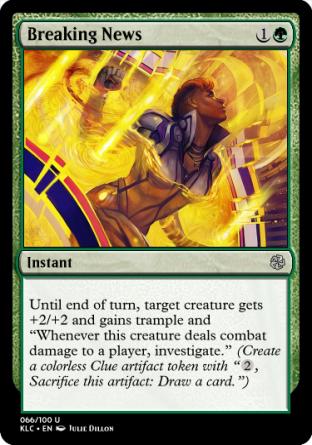 Breaking News 1
Instant
Until end of turn, target creature gets
+2/+2 and gains trample and
“Whenever this creature deals combat
damage to a player, investigate.” (Create
a colorless Clue artifact token with “2,
Sacrifice this artifact: Draw a card.”)
066/100 U
KLC • EN Julie Dillon